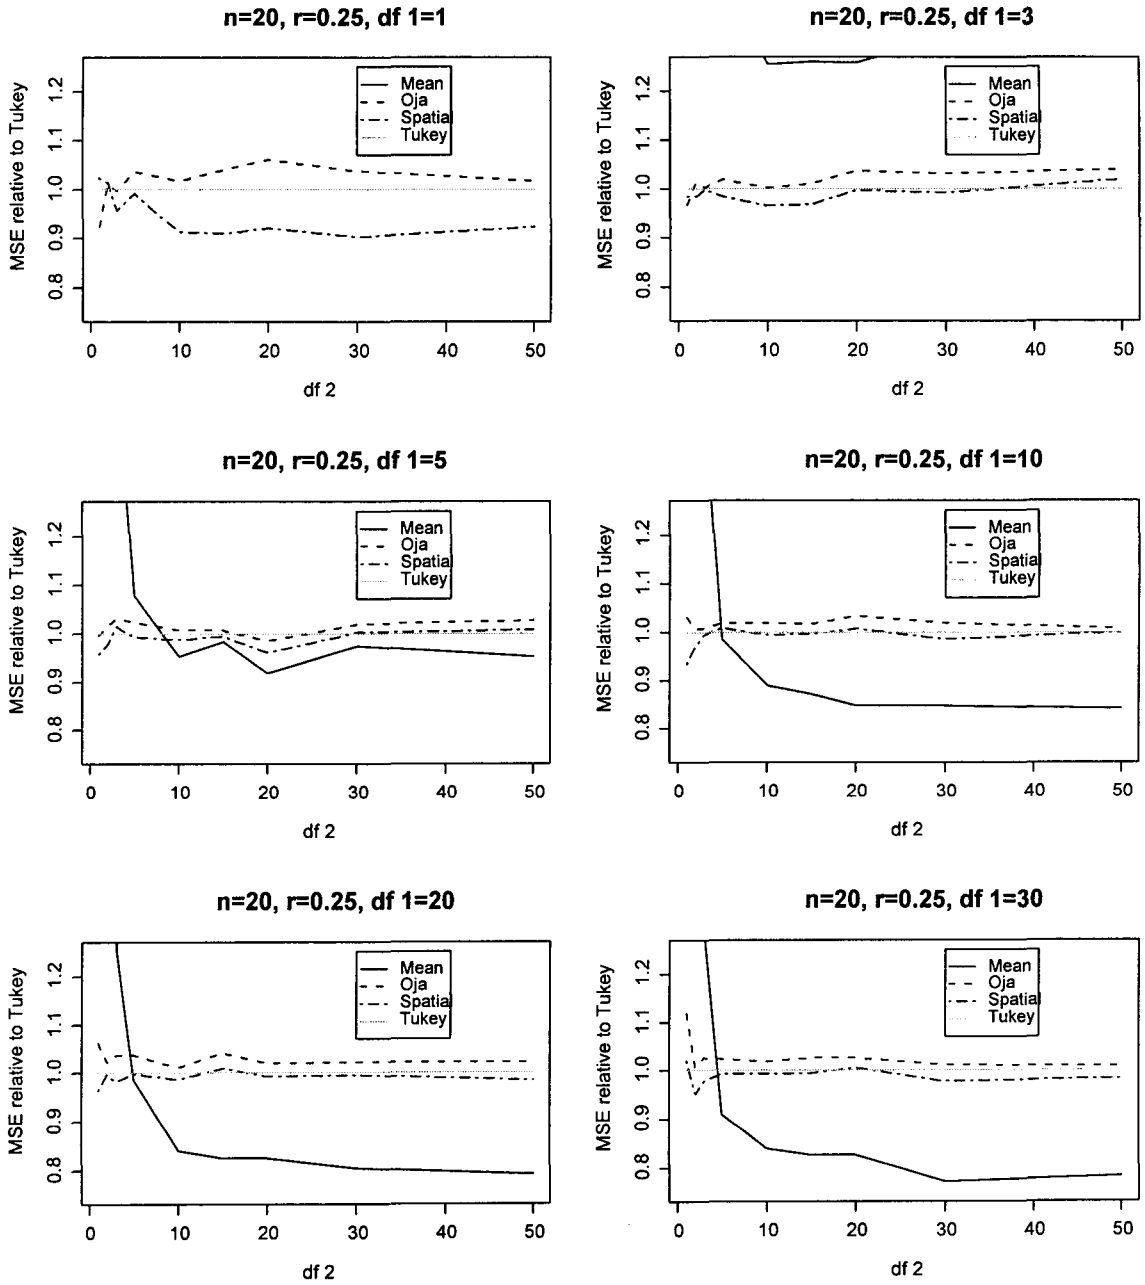 n=20, r=0.25, df 1=1
MSE relative to Tukey
1.2
1.1
1.0
0.9
0.8
Mean
Oja
Spatial
Tukey
0 10 20 30 40 50
df 2
n=20, r=0.25, df 1=3
MSE relative to Tukey
1.2
1.1
1.0
0.9
0.8
Mean
Oja
Spatial
Tukey
0 10 20 30 40 50
df 2
n=20, r=0.25, df 1=5
MSE relative to Tukey
1.2
1.1
1.0
0.9
0.8
Mean
Oja
Spatial
Tukey
0 10 20 30 40 50
df 2
n=20, r=0.25, df 1=10
MSE relative to Tukey
1.2
1.1
1.0
0.9
0.8
Mean
Oja
Spatial
Tukey
0 10 20 30 40 50
df 2
n=20, r=0.25, df 1=20
MSE relative to Tukey
1.2
1.1
1.0
0.9
0.8
Mean
Oja
Spatial
Tukey
0 10 20 30 40 50
df 2
n=20, r=0.25, df 1=30
MSE relative to Tukey
1.2
1.1
1.0
0.9
0.8
Mean
Oja
Spatial
Tukey
0 10 20 30 40 50
df 2